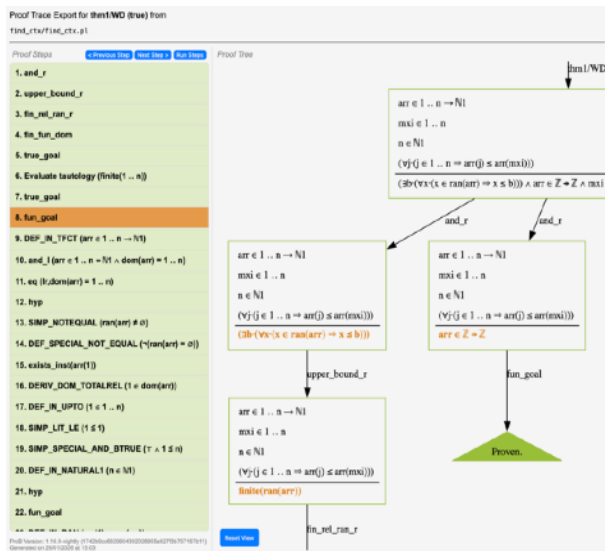 Proof Trace Export for thm1/WD (true) from
find_ctx/find_ctx.pl
Proof Steps
< Previous Step
Next Step >
Run Steps
Proof Tree
1. and_r
2. upper_bound_r
3. fin_rel_ran_r
4. fin_fun_dom
5. true_goal
6. Evaluate tautology (finite(1 .. n))
7. true_goal
8. fun_goal
9. DEF_IN_TFCT (arr ∈ 1 .. n → ℕ1)
10. and_l (arr ∈ 1 .. n ⇸ ℕ1 ∧ dom(arr) = 1 .. n)
11. eq (lr,dom(arr) = 1 .. n)
12. hyp
13. SIMP_NOTEQUAL (ran(arr) ≠ ∅)
14. DEF_SPECIAL_NOT_EQUAL (¬(ran(arr) = ∅))
15. exists_inst(arr(1))
16. DERIV_DOM_TOTALREL (1 ∈ dom(arr))
17. DEF_IN_UPTO (1 ∈ 1 .. n)
18. SIMP_LIT_LE (1 ≤ 1)
19. SIMP_SPECIAL_AND_BTRUE (⊤ ∧ 1 ≤ n)
20. DEF_IN_NATURAL1 (n ∈ ℕ1)
21. hyp
22. fun_goal
thm1/WD
arr ∈ 1 .. n → ℕ1
mxi ∈ 1 .. n
n ∈ ℕ1
(∀j·(j ∈ 1 .. n ⇒ arr(j) ≤ arr(mxi)))
(∃b·(∀x·(x ∈ ran(arr) ⇒ x ≤ b))) ∧ arr ∈ ℤ ⇸ ℤ ∧ mxi
and_r
and_r
arr ∈ 1 .. n → ℕ1
mxi ∈ 1 .. n
n ∈ ℕ1
(∀j·(j ∈ 1 .. n ⇒ arr(j) ≤ arr(mxi)))
(∃b·(∀x·(x ∈ ran(arr) ⇒ x ≤ b)))
arr ∈ 1 .. n → ℕ1
mxi ∈ 1 .. n
n ∈ ℕ1
(∀j·(j ∈ 1 .. n ⇒ arr(j) ≤ arr(mxi)))
arr ∈ ℤ ⇸ ℤ
upper_bound_r
fun_goal
arr ∈ 1 .. n → ℕ1
mxi ∈ 1 .. n
n ∈ ℕ1
(∀j·(j ∈ 1 .. n ⇒ arr(j) ≤ arr(mxi)))
finite(ran(arr))
Proven.
fin_rel_ran_r
Reset View